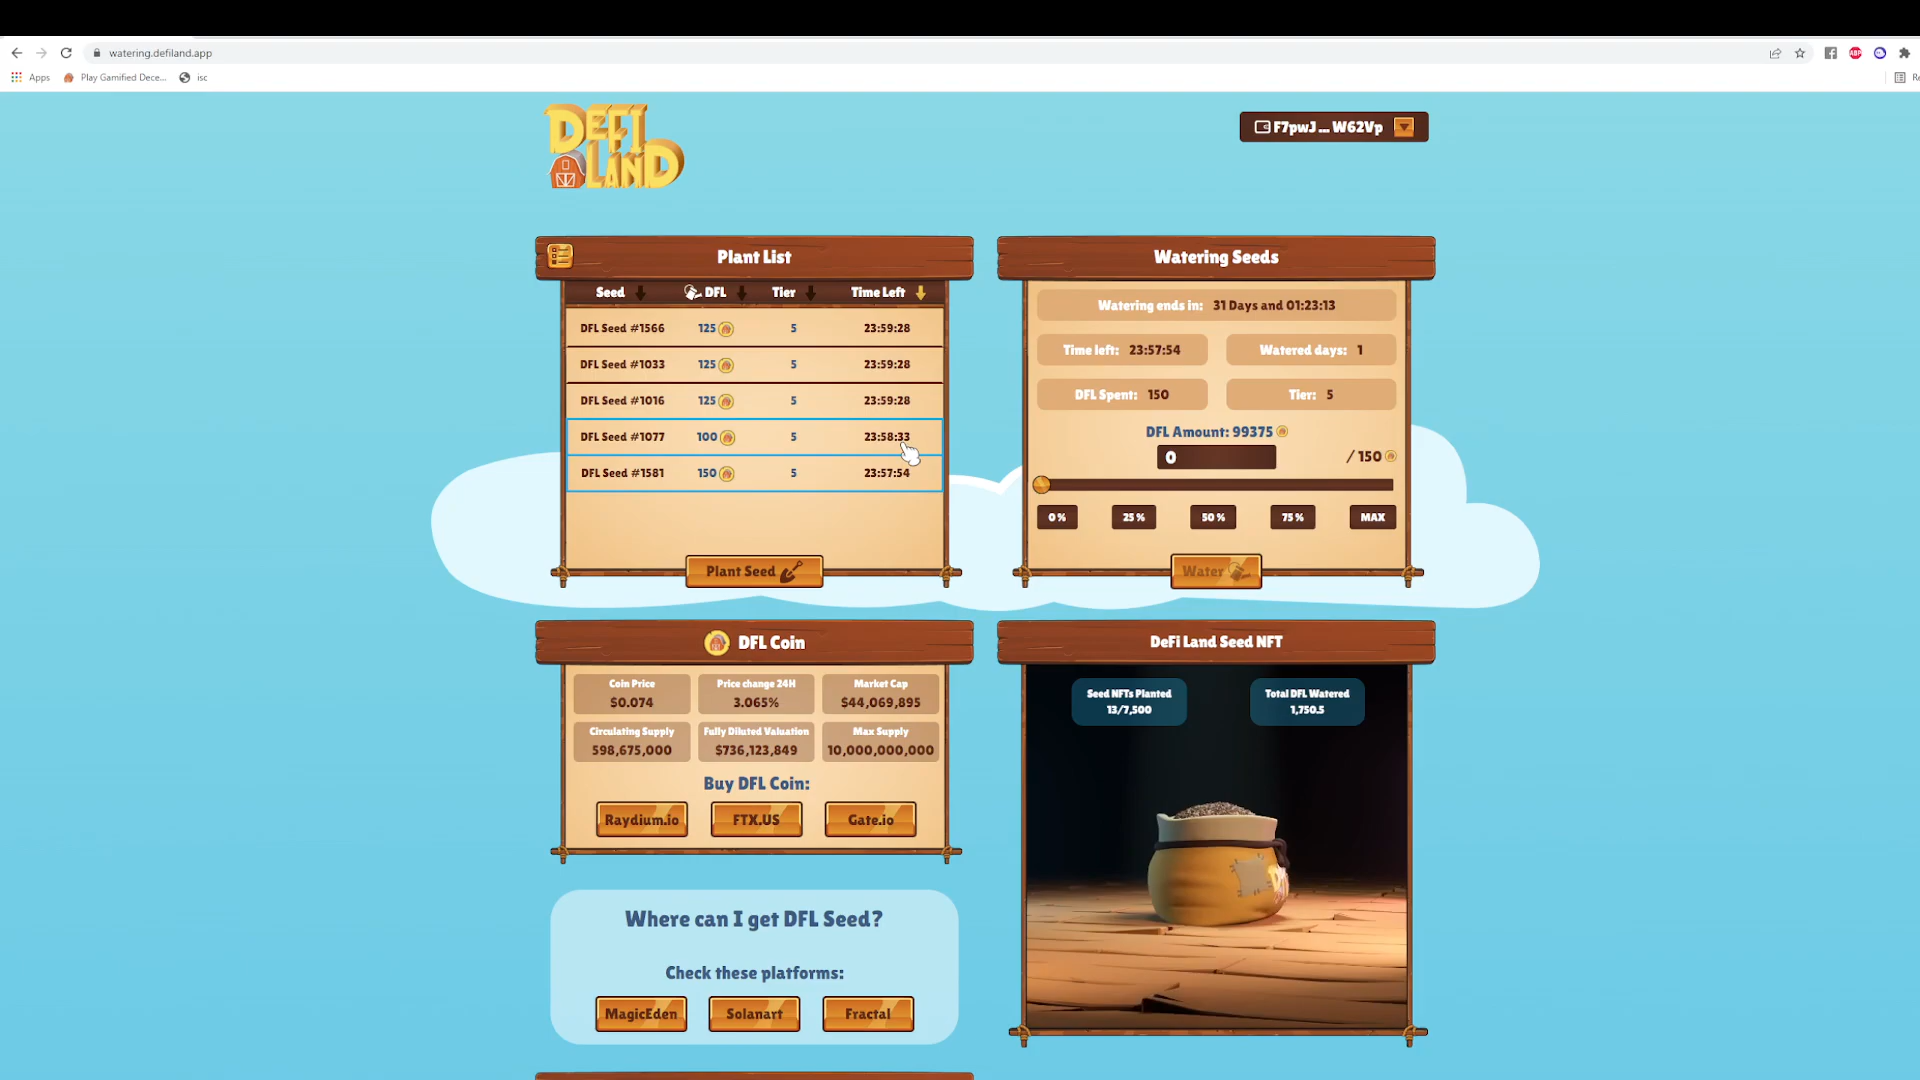 watering.defiland.app
Apps
Play Gamified Dece...
isc
DEFI
LAND
F7pwJ ... W62Vp
Plant List
Seed DFL Tier Time Left
DFL Seed #1566 125 5 23:59:28
DFL Seed #1033 125 5 23:59:28
DFL Seed #1016 125 5 23:59:28
DFL Seed #1077 100 5 23:58:33
DFL Seed #1581 150 5 23:57:54
Plant Seed
Watering Seeds
Watering ends in: 31 Days and 01:23:13
Time left: 23:57:54 Watered days: 1
DFL Spent: 150 Tier: 5
DFL Amount: 99375
0 / 150
0 % 25 % 50 % 75 % MAX
Water
DFL Coin
Coin Price Price change 24H Market Cap
$0.074 3.065% $44,069,895
Circulating Supply Fully Diluted Valuation Max Supply
598,675,000 $736,123,849 10,000,000,000
Buy DFL Coin:
Raydium.io FTX.US Gate.io
Where can I get DFL Seed?
Check these platforms:
MagicEden Solanart Fractal
DeFi Land Seed NFT
Seed NFTs Planted
13/7,500
Total DFL Watered
1,750.5